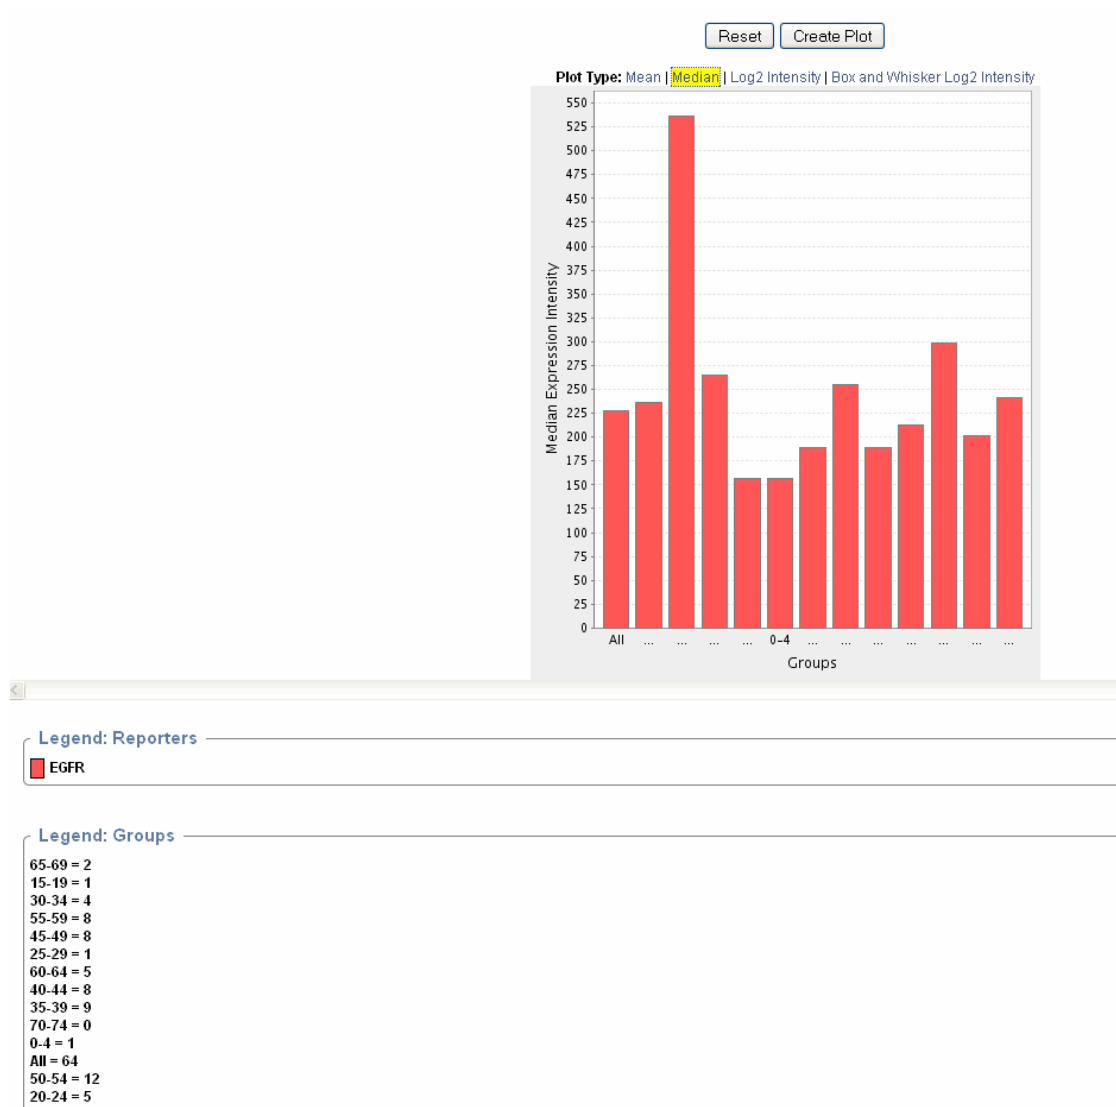 Reset Create Plot
Plot Type: Mean | Median | Log2 Intensity | Box and Whisker Log2 Intensity
550
525
500
475
450
425
400
375
350
325
300
275
250
225
200
175
150
125
100
75
50
25
0
Median Expression Intensity
All ... ... ... ... 0-4 ... ... ... ... ... ... ...
Groups
Legend: Reporters
EGFR
Legend: Groups
65-69 = 2
15-19 = 1
30-34 = 4
55-59 = 8
45-49 = 8
25-29 = 1
60-64 = 5
40-44 = 8
35-39 = 9
70-74 = 0
0-4 = 1
All = 64
50-54 = 12
20-24 = 5